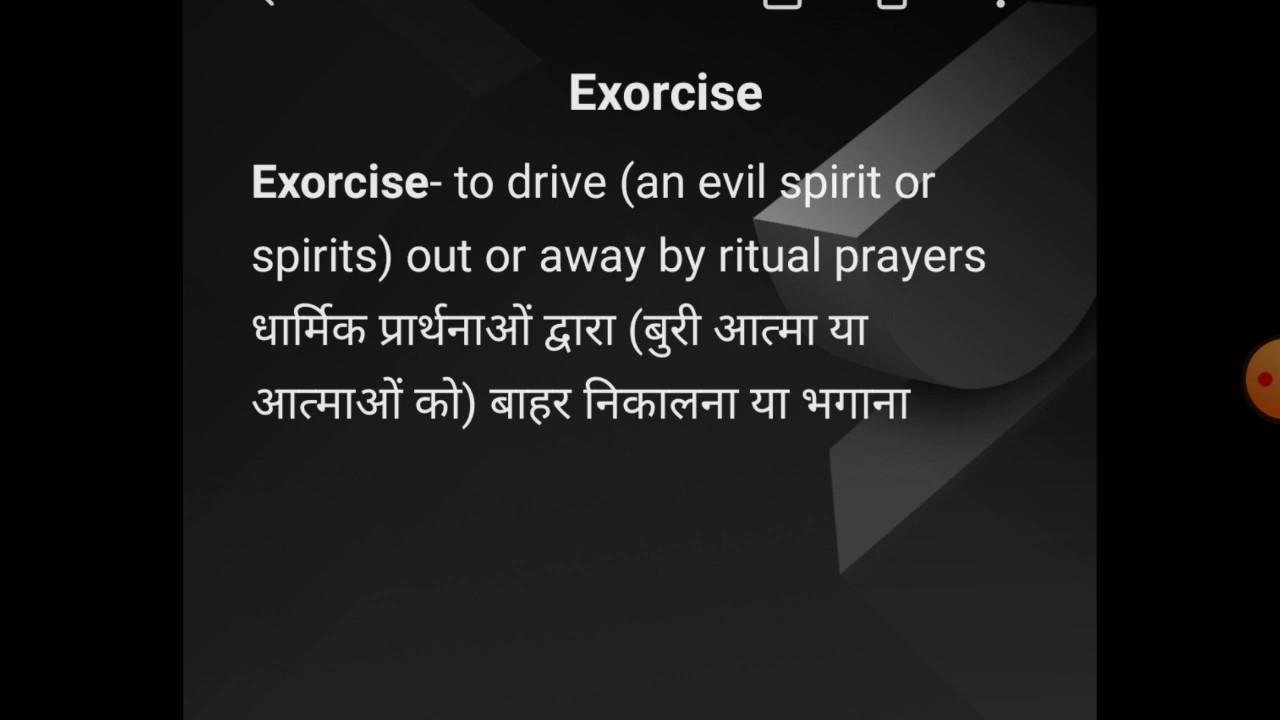 Exorcise
Exorcise- to drive (an evil spirit or
spirits) out or away by ritual prayers
धार्मिक प्रार्थनाओं द्वारा (बुरी आत्मा या
आत्माओं को) बाहर निकालना या भगाना